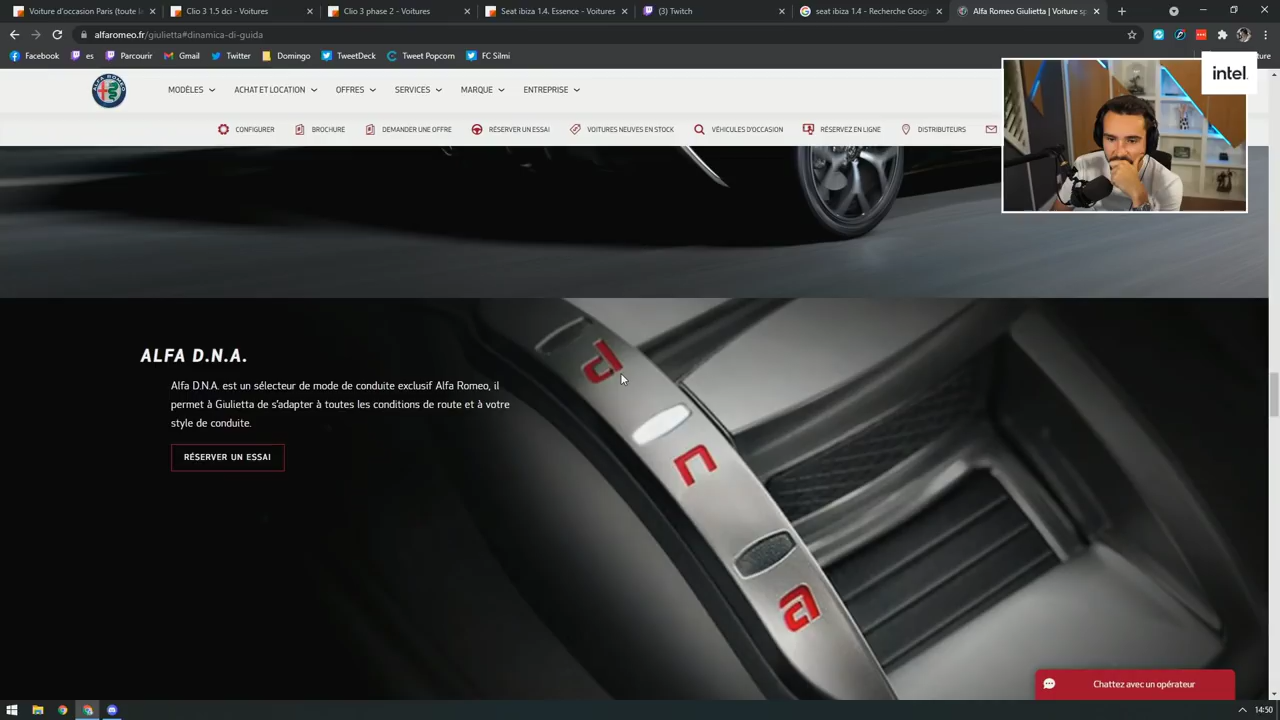 Voiture d'occasion Paris (toute la
Clio 3 1.5 dci - Voitures
Clio 3 phase 2 - Voitures
Seat ibiza 1.4. Essence - Voitures
(3) Twitch
seat ibiza 1.4 - Recherche Googl
Alfa Romeo Giulietta | Voiture sp
alfaromeo.fr/giulietta#dinamica-di-guida
Facebook
es
Parcourir
Gmail
Twitter
Domingo
TweetDeck
Tweet Popcorn
FC Silmi
ture
intel.
ALFA ROMEO
MODÈLES
ACHAT ET LOCATION
OFFRES
SERVICES
MARQUE
ENTREPRISE
CONFIGURER
BROCHURE
DEMANDER UNE OFFRE
RÉSERVER UN ESSAI
VOITURES NEUVES EN STOCK
VÉHICULES D'OCCASION
RÉSERVEZ EN LIGNE
DISTRIBUTEURS
ALFA D.N.A.
Alfa D.N.A. est un sélecteur de mode de conduite exclusif Alfa Romeo, il
permet à Giulietta de s'adapter à toutes les conditions de route et à votre
style de conduite.
RÉSERVER UN ESSAI
d
n
a
Chattez avec un opérateur
14:50